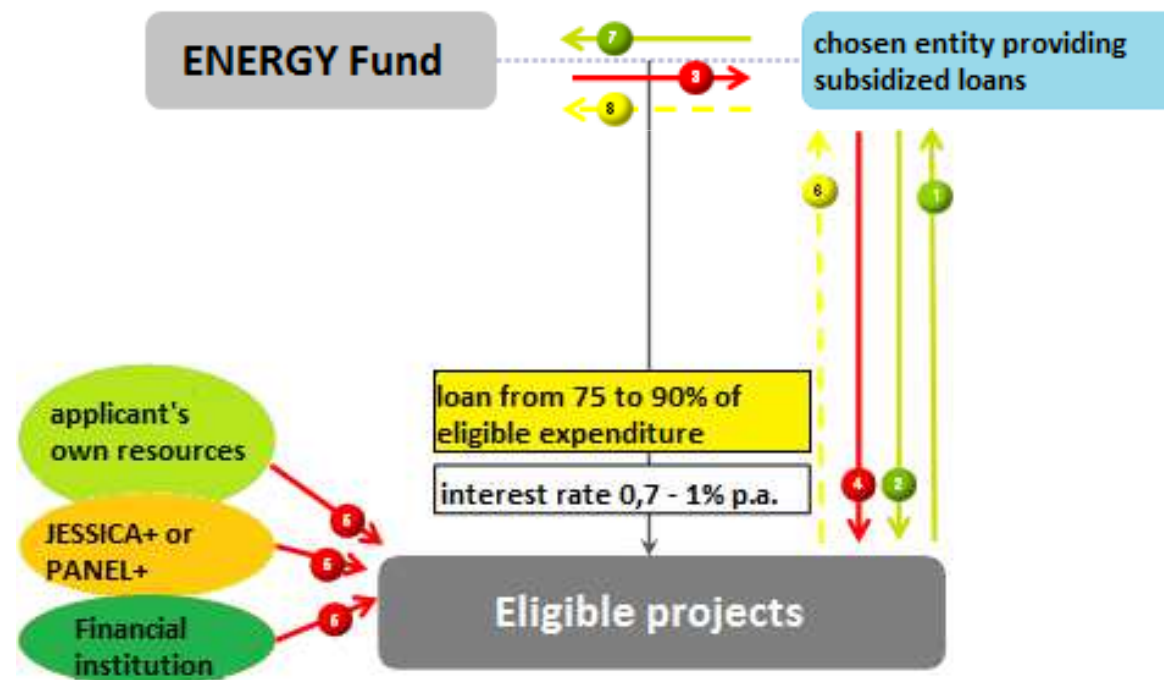 ENERGY Fund
7
3
8
chosen entity providing
subsidized loans
6
1
4
2
loan from 75 to 90% of
eligible expenditure
interest rate 0,7 - 1% p.a.
applicant's
own resources
5
JESSICA+ or
PANEL+
5
Financial
institution
5
Eligible projects